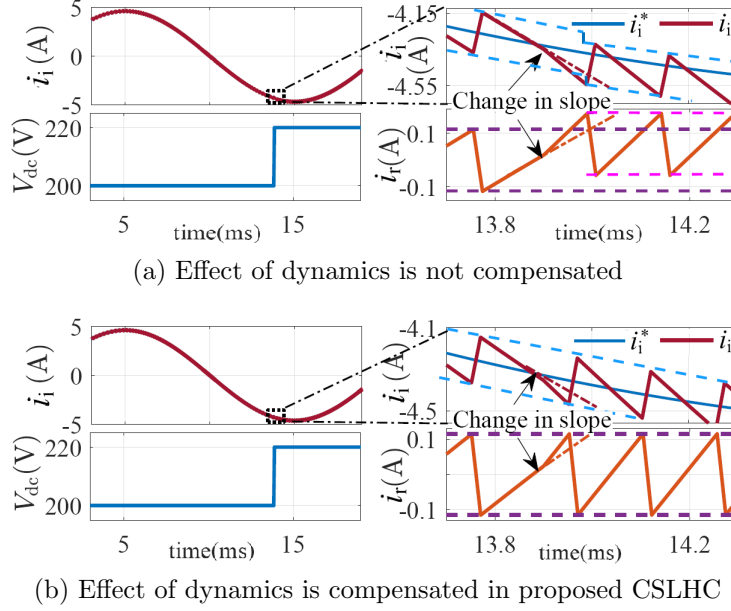 5
0
-5
i_i (A)
220
200
V_dc(V)
5
15
time(ms)
-4.15
-4.55
i_i (A)
i_i^*
i_i
Change in slope
0.1
-0.1
i_r(A)
13.8
14.2
time(ms)
(a) Effect of dynamics is not compensated
5
0
-5
i_i (A)
220
200
V_dc(V)
5
15
time(ms)
-4.1
-4.5
i_i (A)
i_i^*
i_i
Change in slope
0.1
-0.1
i_r(A)
13.8
14.2
time(ms)
(b) Effect of dynamics is compensated in proposed CSLHC